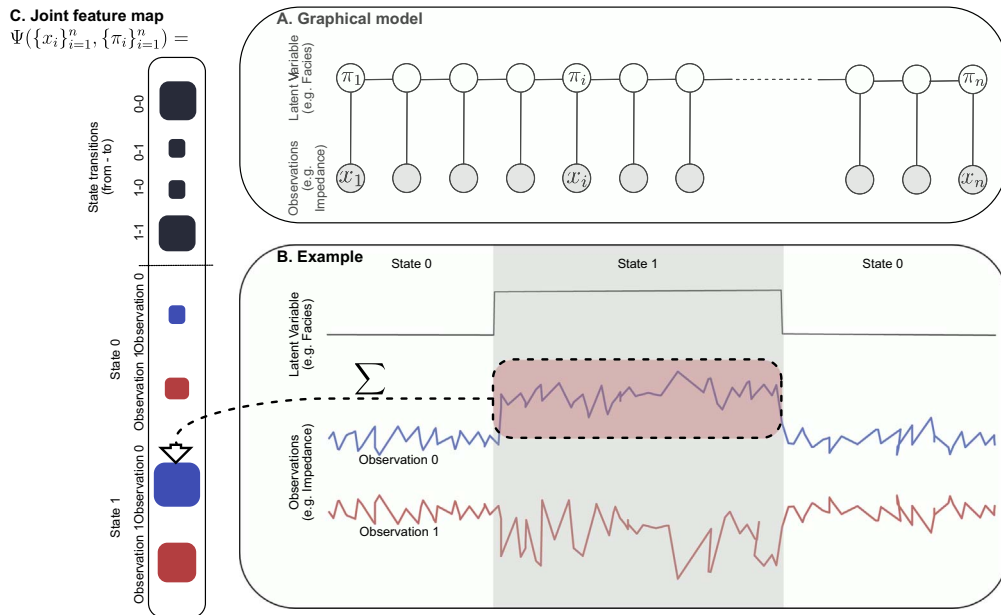 C. Joint feature map
Ψ({x_i}_{i=1}^n, {π_i}_{i=1}^n) =
State transitions
(from - to)
0-0
0-1
1-0
1-1
State 0
Observation 0
Observation 1
State 1
Observation 0
Observation 1
A. Graphical model
Latent Variable
(e.g. Facies)
π_1
π_i
π_n
Observations
(e.g.
Impedance)
x_1
x_i
x_n
B. Example
State 0
State 1
State 0
Latent Variable
(e.g. Facies)
∑
Observations
(e.g. Impedance)
Observation 0
Observation 1